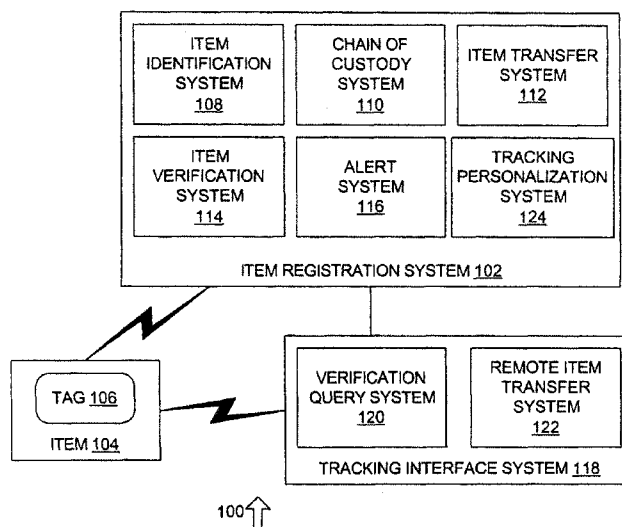 ITEM
IDENTIFICATION
SYSTEM
108
CHAIN OF
CUSTODY
SYSTEM
110
ITEM TRANSFER
SYSTEM
112
ITEM
VERIFICATION
SYSTEM
114
ALERT
SYSTEM
116
TRACKING
PERSONALIZATION
SYSTEM
124
ITEM REGISTRATION SYSTEM 102
TAG 106
ITEM 104
VERIFICATION
QUERY SYSTEM
120
REMOTE ITEM
TRANSFER
SYSTEM
122
TRACKING INTERFACE SYSTEM 118
100